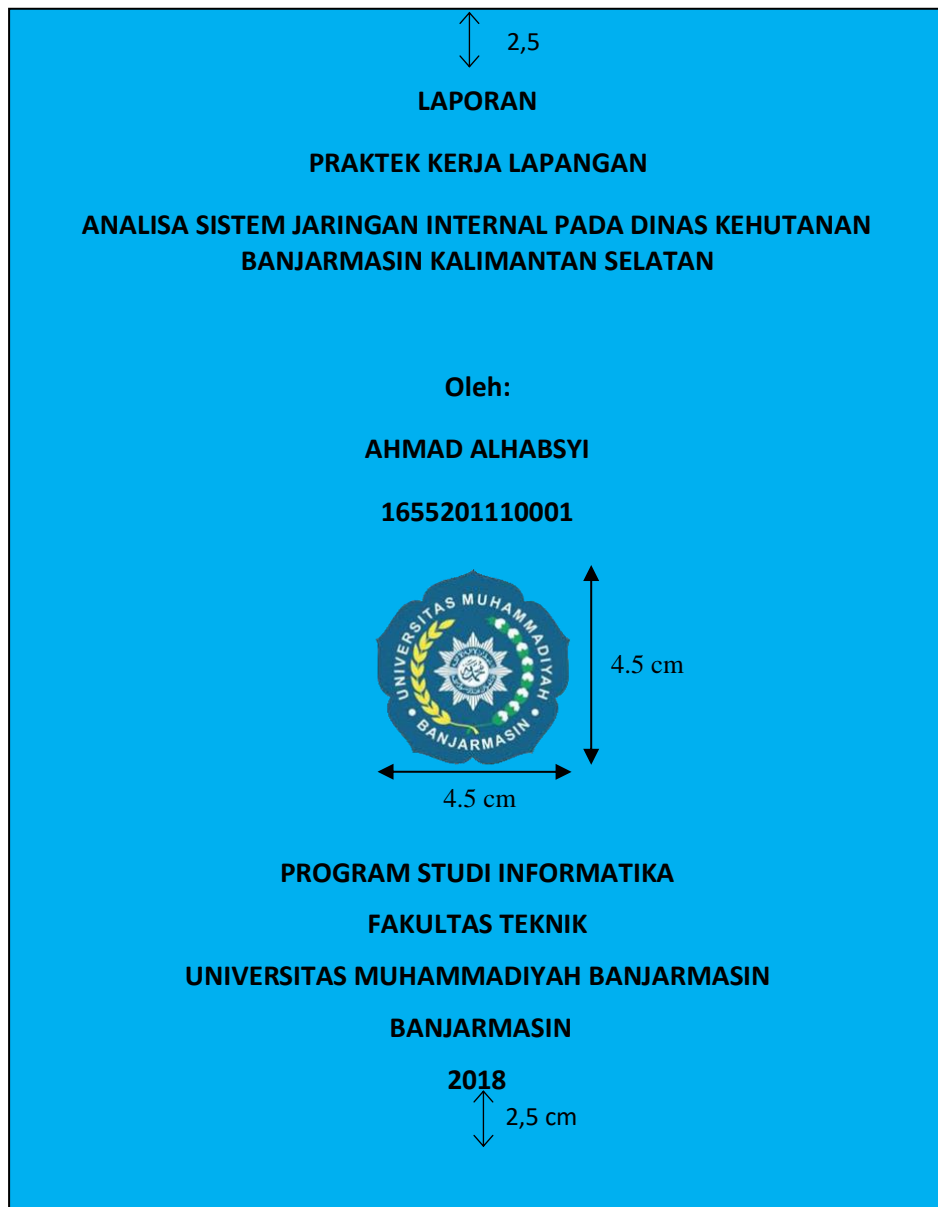 2,5
LAPORAN
PRAKTEK KERJA LAPANGAN
ANALISA SISTEM JARINGAN INTERNAL PADA DINAS KEHUTANAN
BANJARMASIN KALIMANTAN SELATAN
Oleh:
AHMAD ALHABSYI
1655201110001
UNIVERSITAS MUHAMMADIYAH
• BANJARMASIN •
4.5 cm
4.5 cm
PROGRAM STUDI INFORMATIKA
FAKULTAS TEKNIK
UNIVERSITAS MUHAMMADIYAH BANJARMASIN
BANJARMASIN
2018
2,5 cm